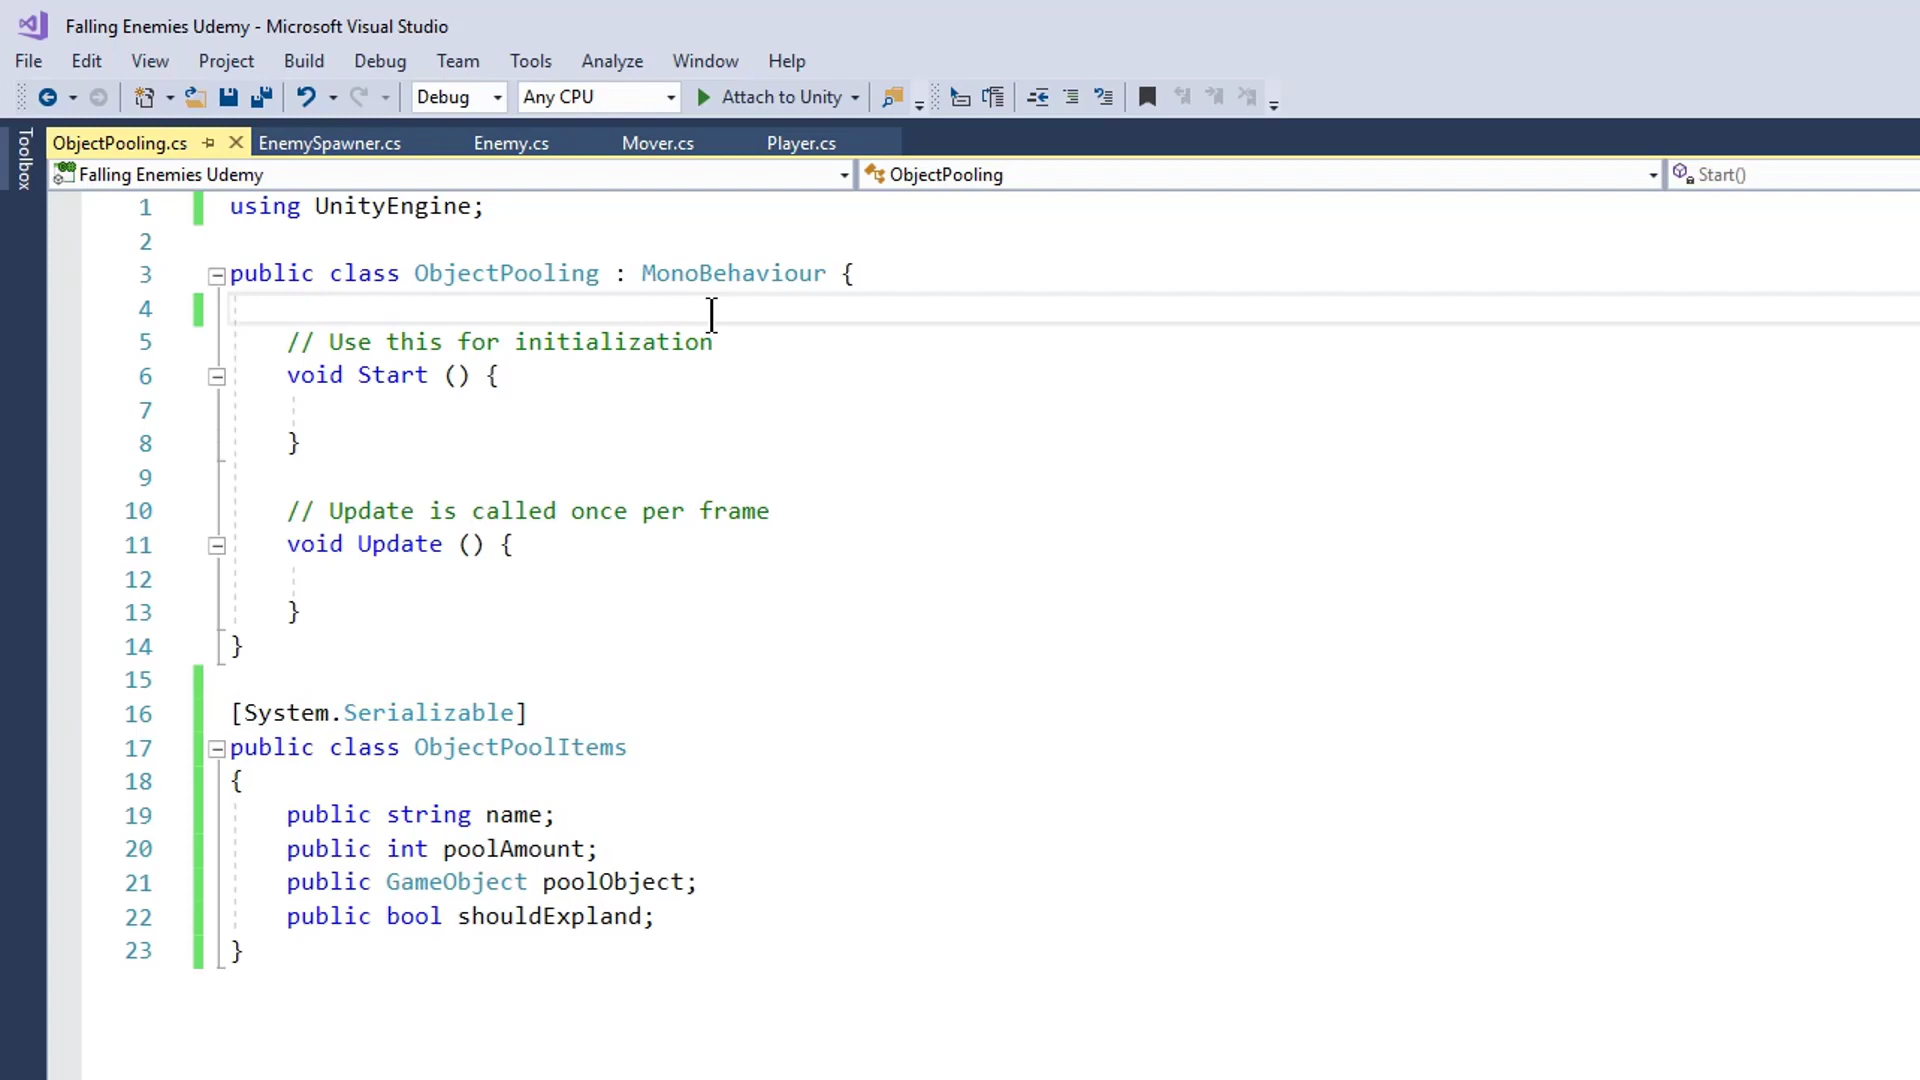 Falling Enemies Udemy - Microsoft Visual Studio
File Edit View Project Build Debug Team Tools Analyze Window Help
Debug Any CPU Attach to Unity
Toolbox
ObjectPooling.cs EnemySpawner.cs Enemy.cs Mover.cs Player.cs
Falling Enemies Udemy ObjectPooling Start()
1 using UnityEngine;
2
3 public class ObjectPooling : MonoBehaviour {
4
5 // Use this for initialization
6 void Start () {
7
8 }
9
10 // Update is called once per frame
11 void Update () {
12
13 }
14 }
15
16 [System.Serializable]
17 public class ObjectPoolItems
18 {
19 public string name;
20 public int poolAmount;
21 public GameObject poolObject;
22 public bool shouldExpland;
23 }